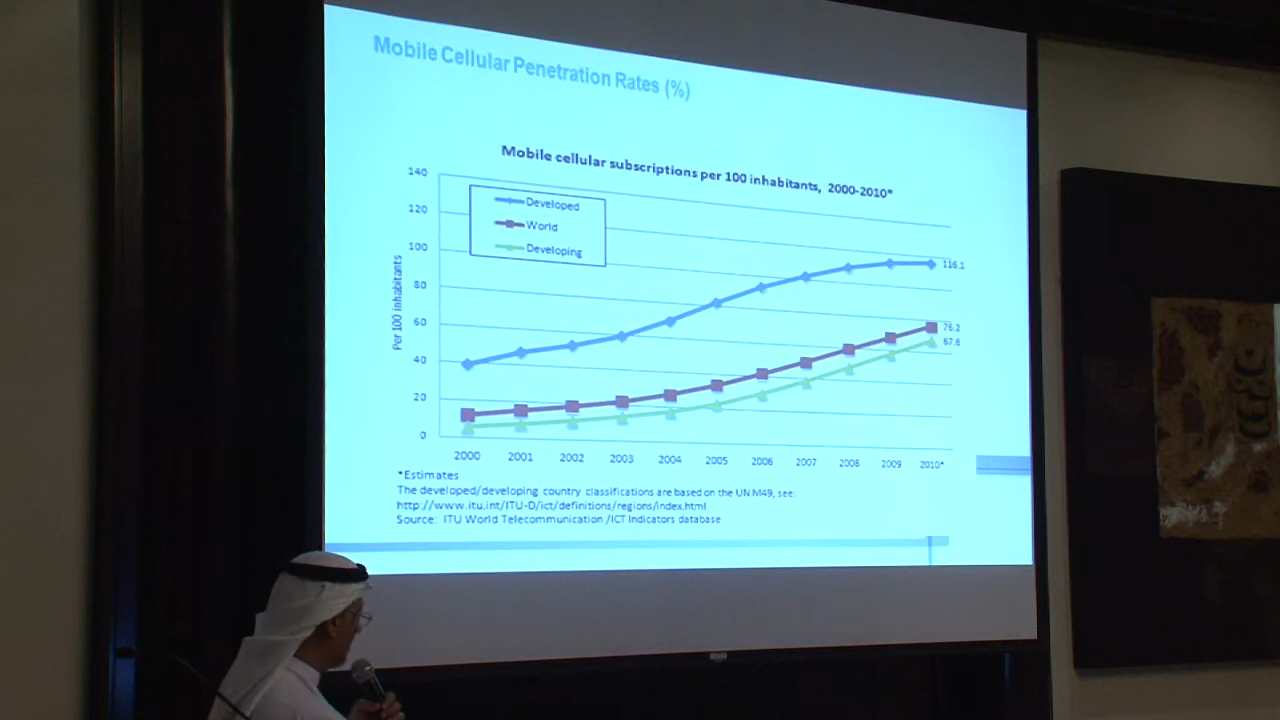 Mobile Cellular Penetration Rates (%)
Mobile cellular subscriptions per 100 inhabitants, 2000-2010*
140
120
100
80
60
40
20
0
Per 100 inhabitants
Developed
World
Developing
116.1
76.2
67.6
2000 2001 2002 2003 2004 2005 2006 2007 2008 2009 2010*
*Estimates
The developed/developing country classifications are based on the UN M49, see:
http://www.itu.int/ITU-D/ict/definitions/regions/index.html
Source: ITU World Telecommunication /ICT Indicators database